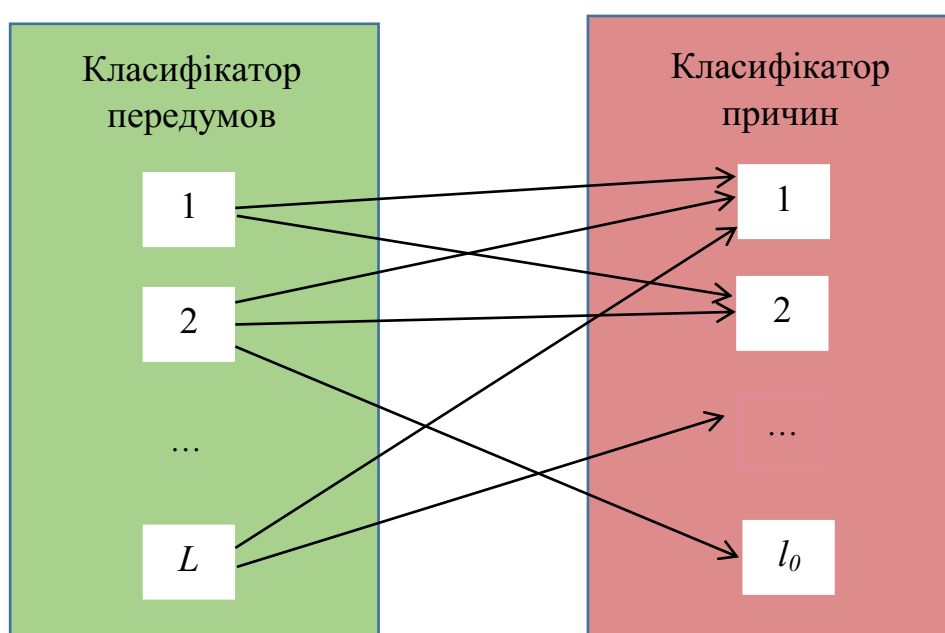 Класифікатор
передумов
1
2
…
L
Класифікатор
причин
1
2
…
l₀